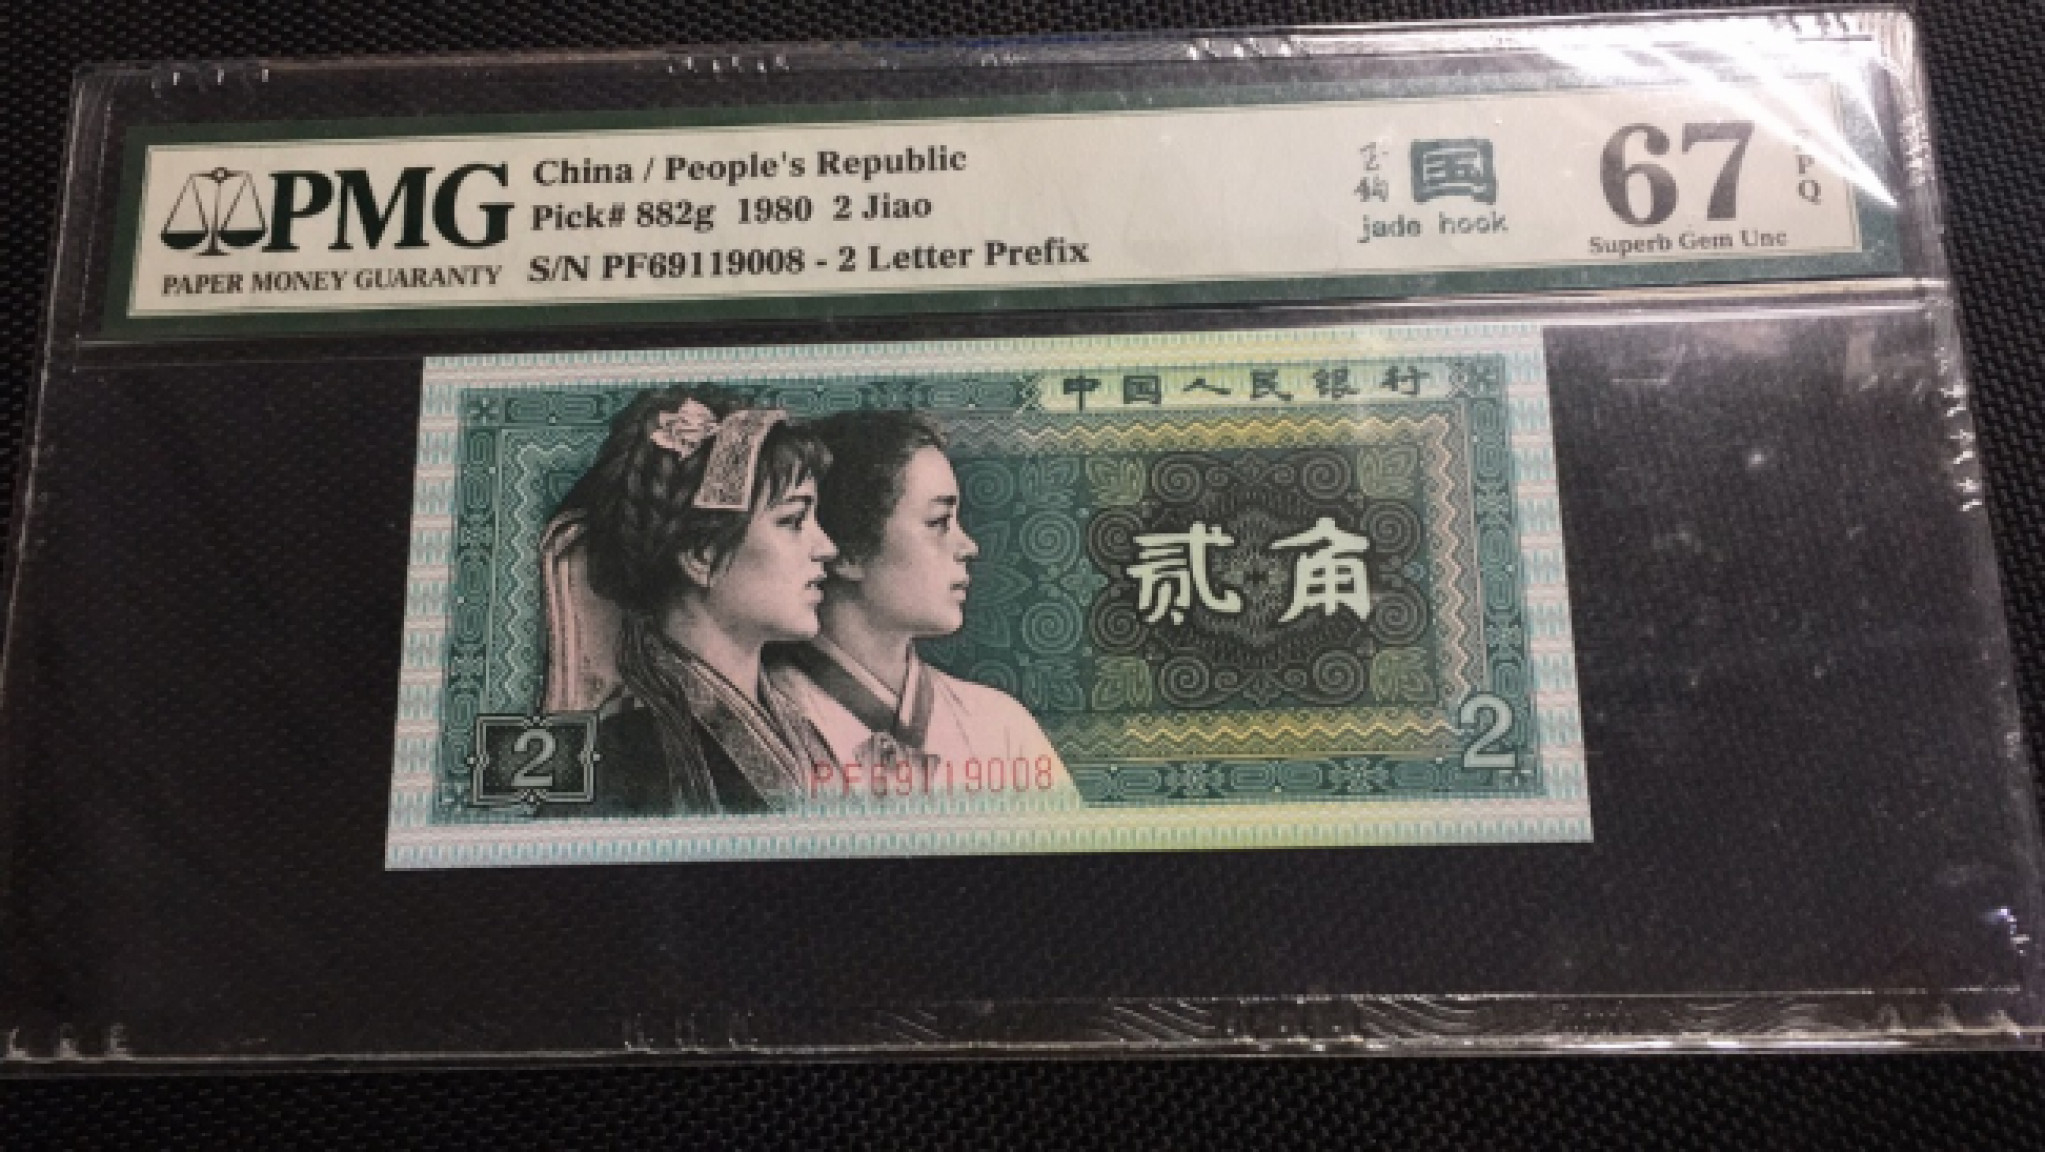 PMG
PAPER MONEY GUARANTY
China / People's Republic
Pick# 882g 1980 2 Jiao
S/N PF69119008 - 2 Letter Prefix
玉钩
国
jade hook
67
Superb Gem Unc
PQ
中国人民银行
贰角
2
2
PF69119008